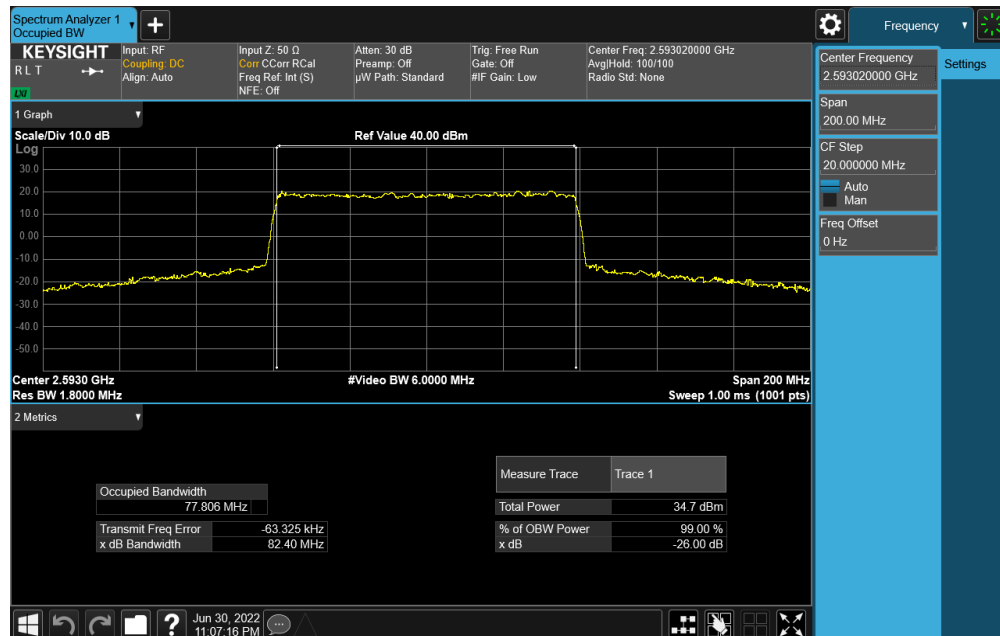 Spectrum Analyzer 1
Occupied BW
+
Frequency
KEYSIGHT
R L T
LXI
Input: RF
Coupling: DC
Align: Auto
Input Z: 50 Ω
Corr CCorr RCal
Freq Ref: Int (S)
NFE: Off
Atten: 30 dB
Preamp: Off
µW Path: Standard
Trig: Free Run
Gate: Off
#IF Gain: Low
Center Freq: 2.593020000 GHz
Avg|Hold: 100/100
Radio Std: None
Center Frequency
2.593020000 GHz
Settings
Span
200.00 MHz
CF Step
20.000000 MHz
Auto
Man
Freq Offset
0 Hz
1 Graph
Scale/Div 10.0 dB
Ref Value 40.00 dBm
Log
30.0
20.0
10.0
0.00
-10.0
-20.0
-30.0
-40.0
-50.0
Center 2.5930 GHz
#Video BW 6.0000 MHz
Span 200 MHz
Res BW 1.8000 MHz
Sweep 1.00 ms (1001 pts)
2 Metrics
Occupied Bandwidth
77.806 MHz
Transmit Freq Error -63.325 kHz
x dB Bandwidth 82.40 MHz
Measure Trace Trace 1
Total Power 34.7 dBm
% of OBW Power 99.00 %
x dB -26.00 dB
?
Jun 30, 2022
11:07:16 PM